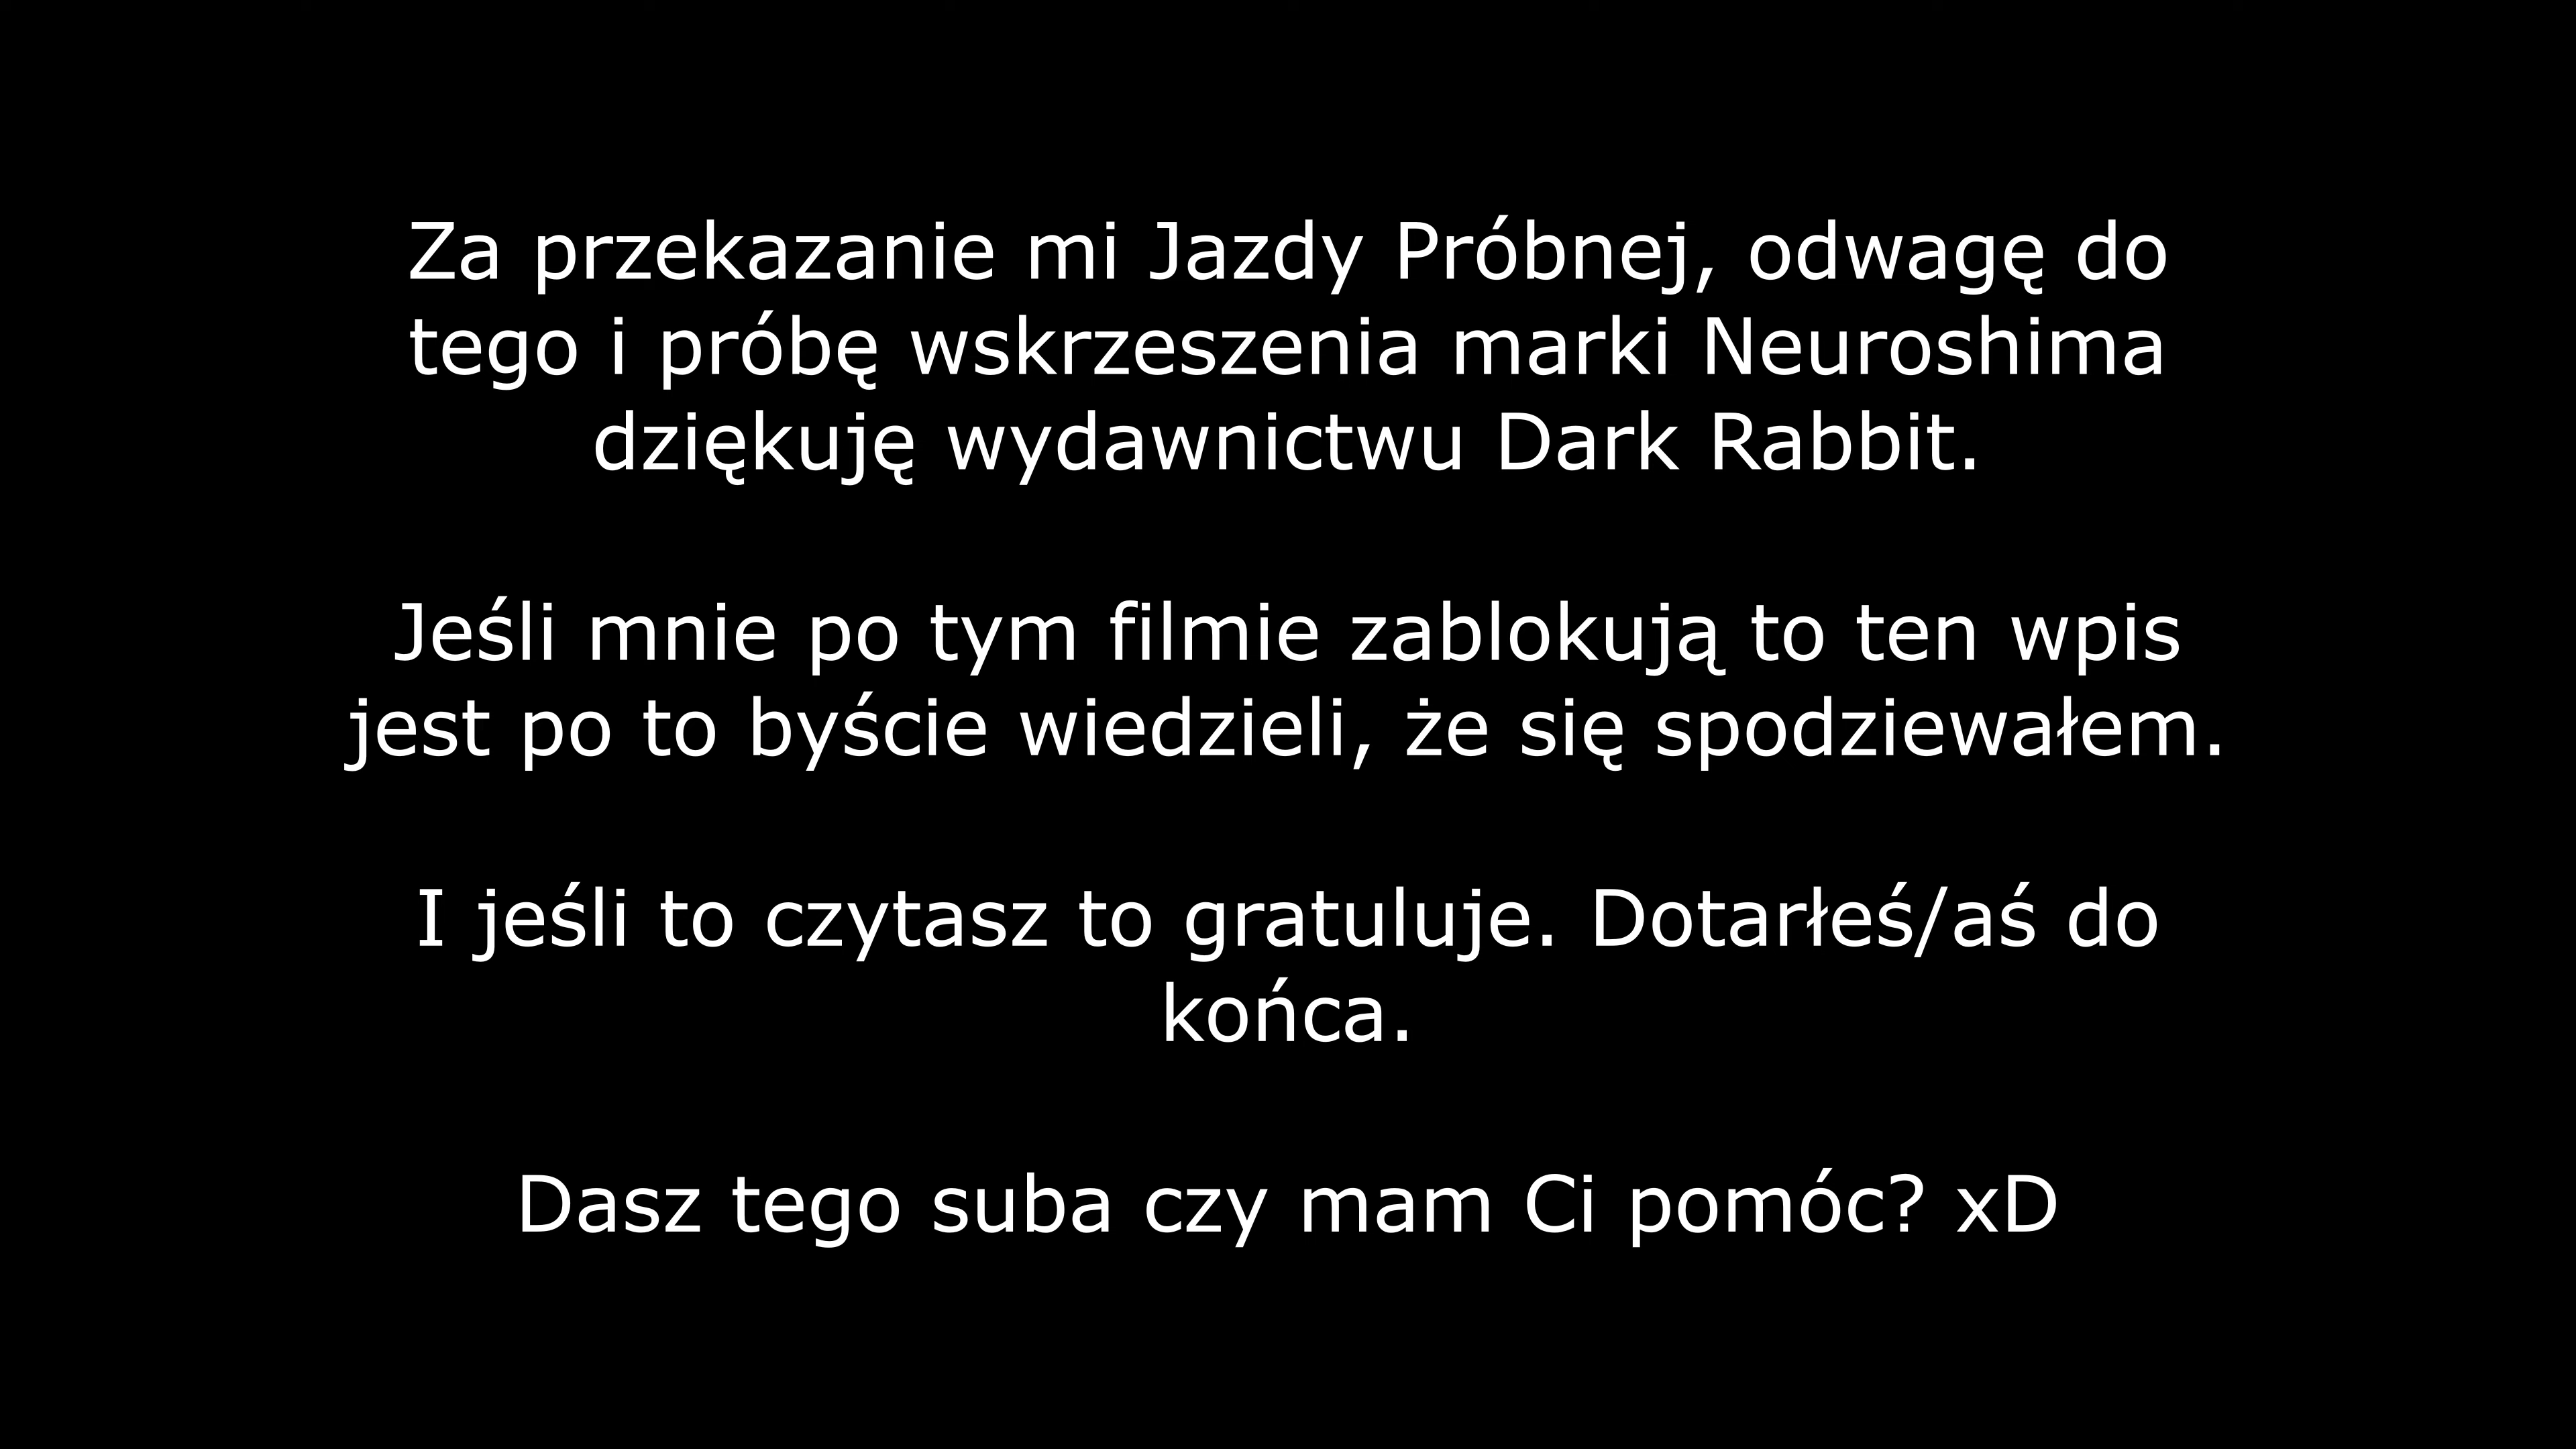 Za przekazanie mi Jazdy Próbnej, odwagę do
tego i próbę wskrzeszenia marki Neuroshima
dziękuję wydawnictwu Dark Rabbit.
Jeśli mnie po tym filmie zablokują to ten wpis
jest po to byście wiedzieli, że się spodziewałem.
I jeśli to czytasz to gratuluje. Dotarłeś/aś do
końca.
Dasz tego suba czy mam Ci pomóc? xD